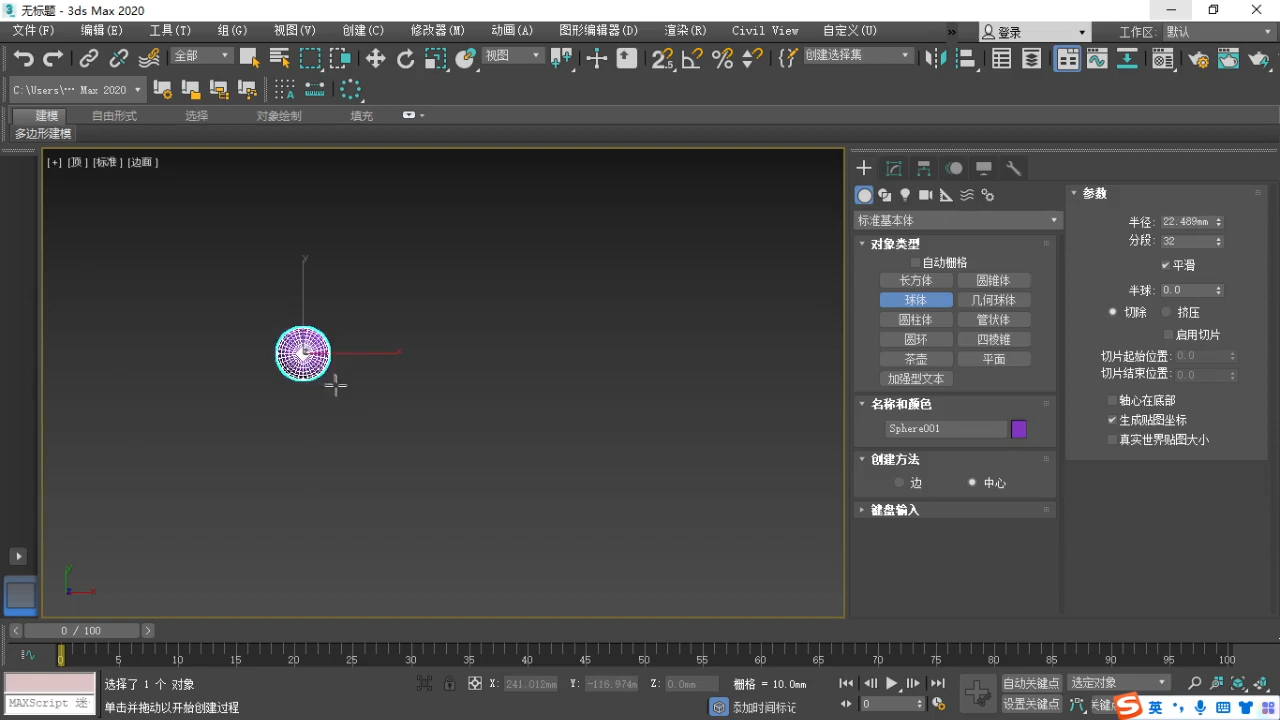 无标题 - 3ds Max 2020
文件(F) 编辑(E) 工具(T) 组(G) 视图(V) 创建(C) 修改器(M) 动画(A) 图形编辑器(D) 渲染(R) Civil View 自定义(U) » 登录 工作区: 默认
全部 视图 创建选择集
C:\Users\··· Max 2020
建模 自由形式 选择 对象绘制 填充
多边形建模
[+] [顶] [标准] [边面]
y
x
y
z x
标准基本体
对象类型
自动栅格
长方体 圆锥体
球体 几何球体
圆柱体 管状体
圆环 四棱锥
茶壶 平面
加强型文本
名称和颜色
Sphere001
创建方法
边 中心
键盘输入
参数
半径: 22.489mm
分段: 32
平滑
半球: 0.0
切除 挤压
启用切片
切片起始位置: 0.0
切片结束位置: 0.0
轴心在底部
生成贴图坐标
真实世界贴图大小
0 / 100
0 5 10 15 20 25 30 35 40 45 50 55 60 65 70 75 80 85 90 95 100
选择了 1 个 对象 X: 241.012mm Y: -116.974mm Z: 0.0mm 栅格 = 10.0mm 自动关键点 选定对象
MAXScript 迷 单击并拖动以开始创建过程 添加时间标记 0 设置关键点 英